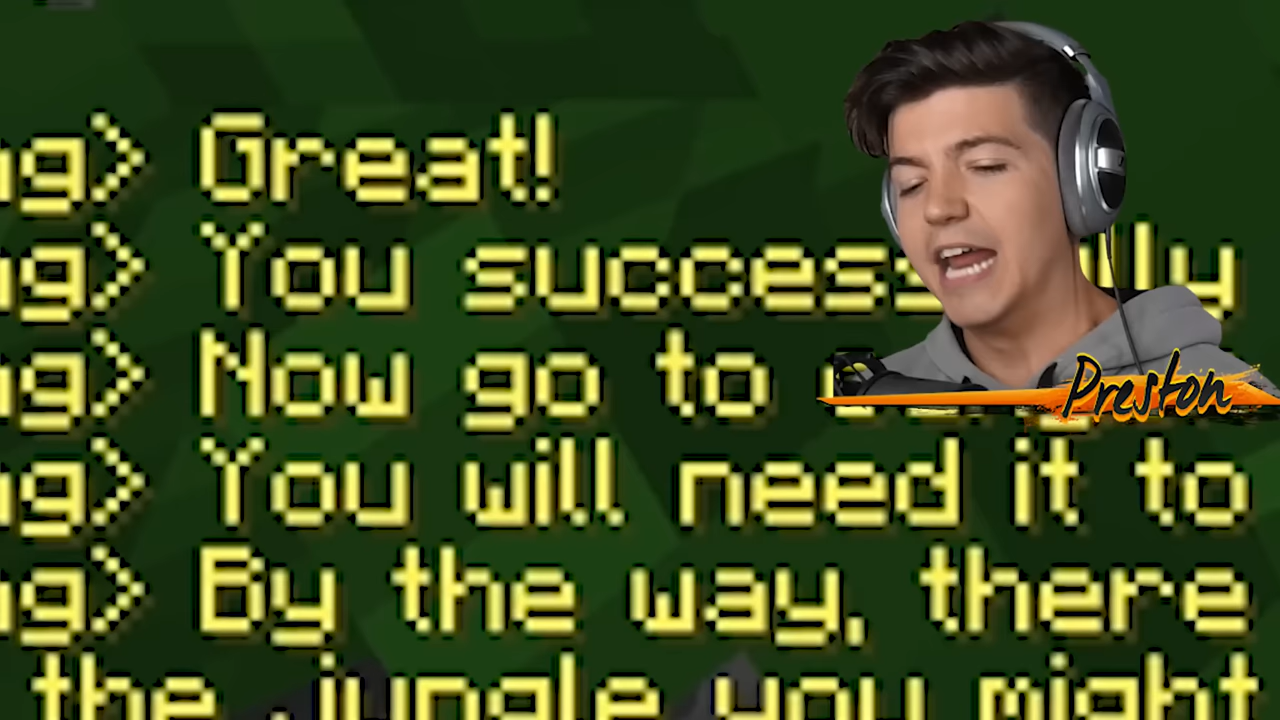 ng> Great!
ng> You
ng> Now go to
ng> You will need it to
ng> By the way, there
the jungle you might
Preston